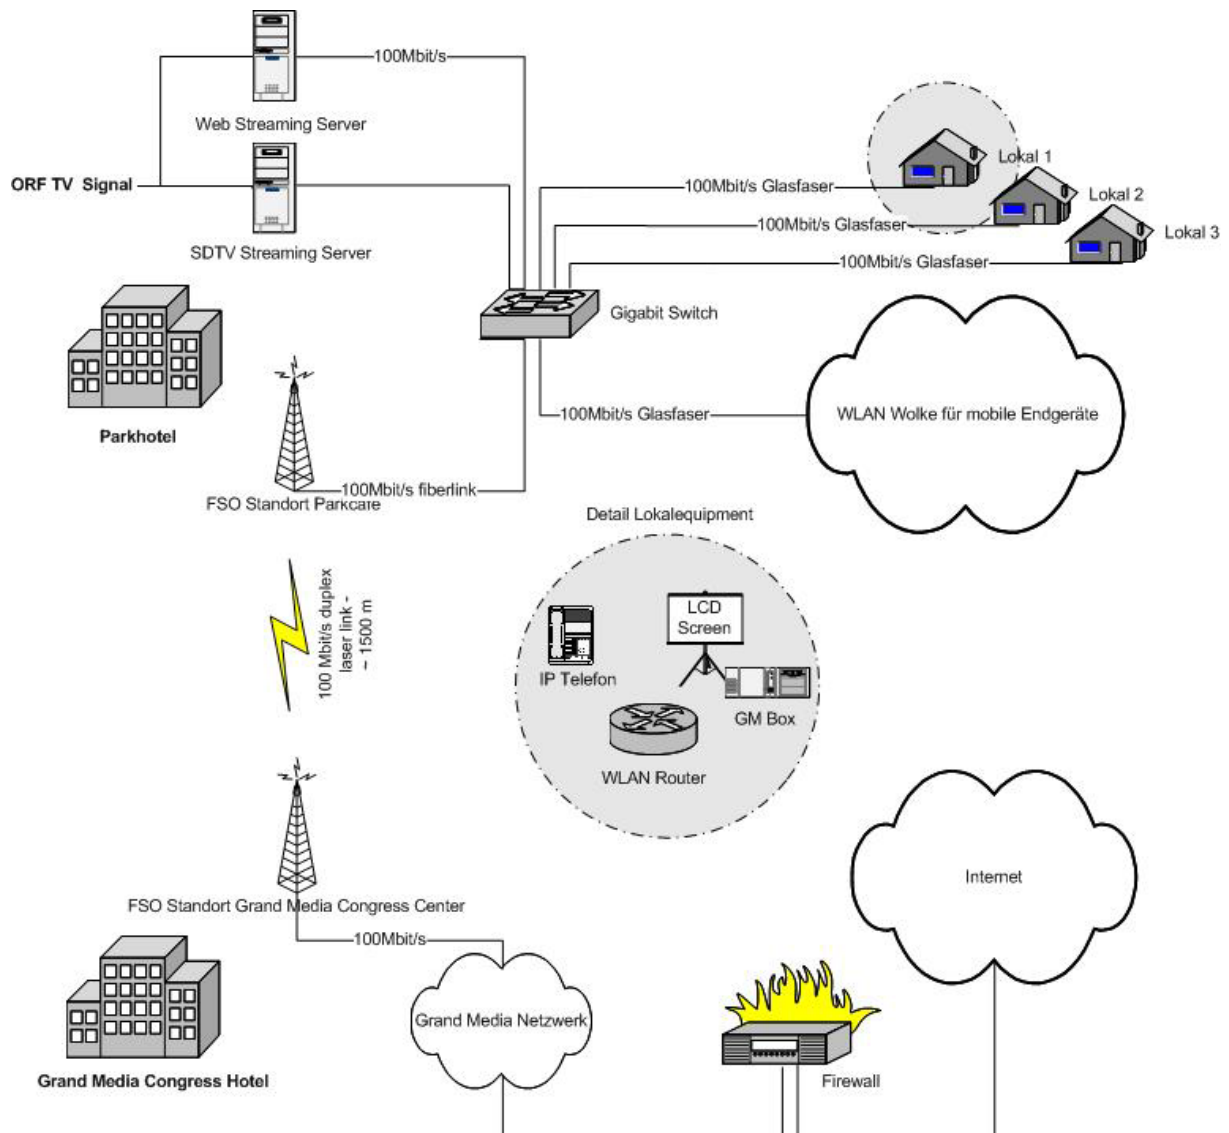 100Mbit/s
Web Streaming Server
ORF TV Signal
SDTV Streaming Server
Lokal 1
100Mbit/s Glasfaser
Lokal 2
100Mbit/s Glasfaser
Lokal 3
100Mbit/s Glasfaser
Gigabit Switch
Parkhotel
100Mbit/s Glasfaser
WLAN Wolke für mobile Endgeräte
100Mbit/s fiberlink
FSO Standort Parkcafe
Detail Lokalequipment
100 Mbit/s duplex
laser link -
~ 1500 m
LCD
Screen
IP Telefon
GM Box
WLAN Router
FSO Standort Grand Media Congress Center
100Mbit/s
Internet
Grand Media Netzwerk
Grand Media Congress Hotel
Firewall